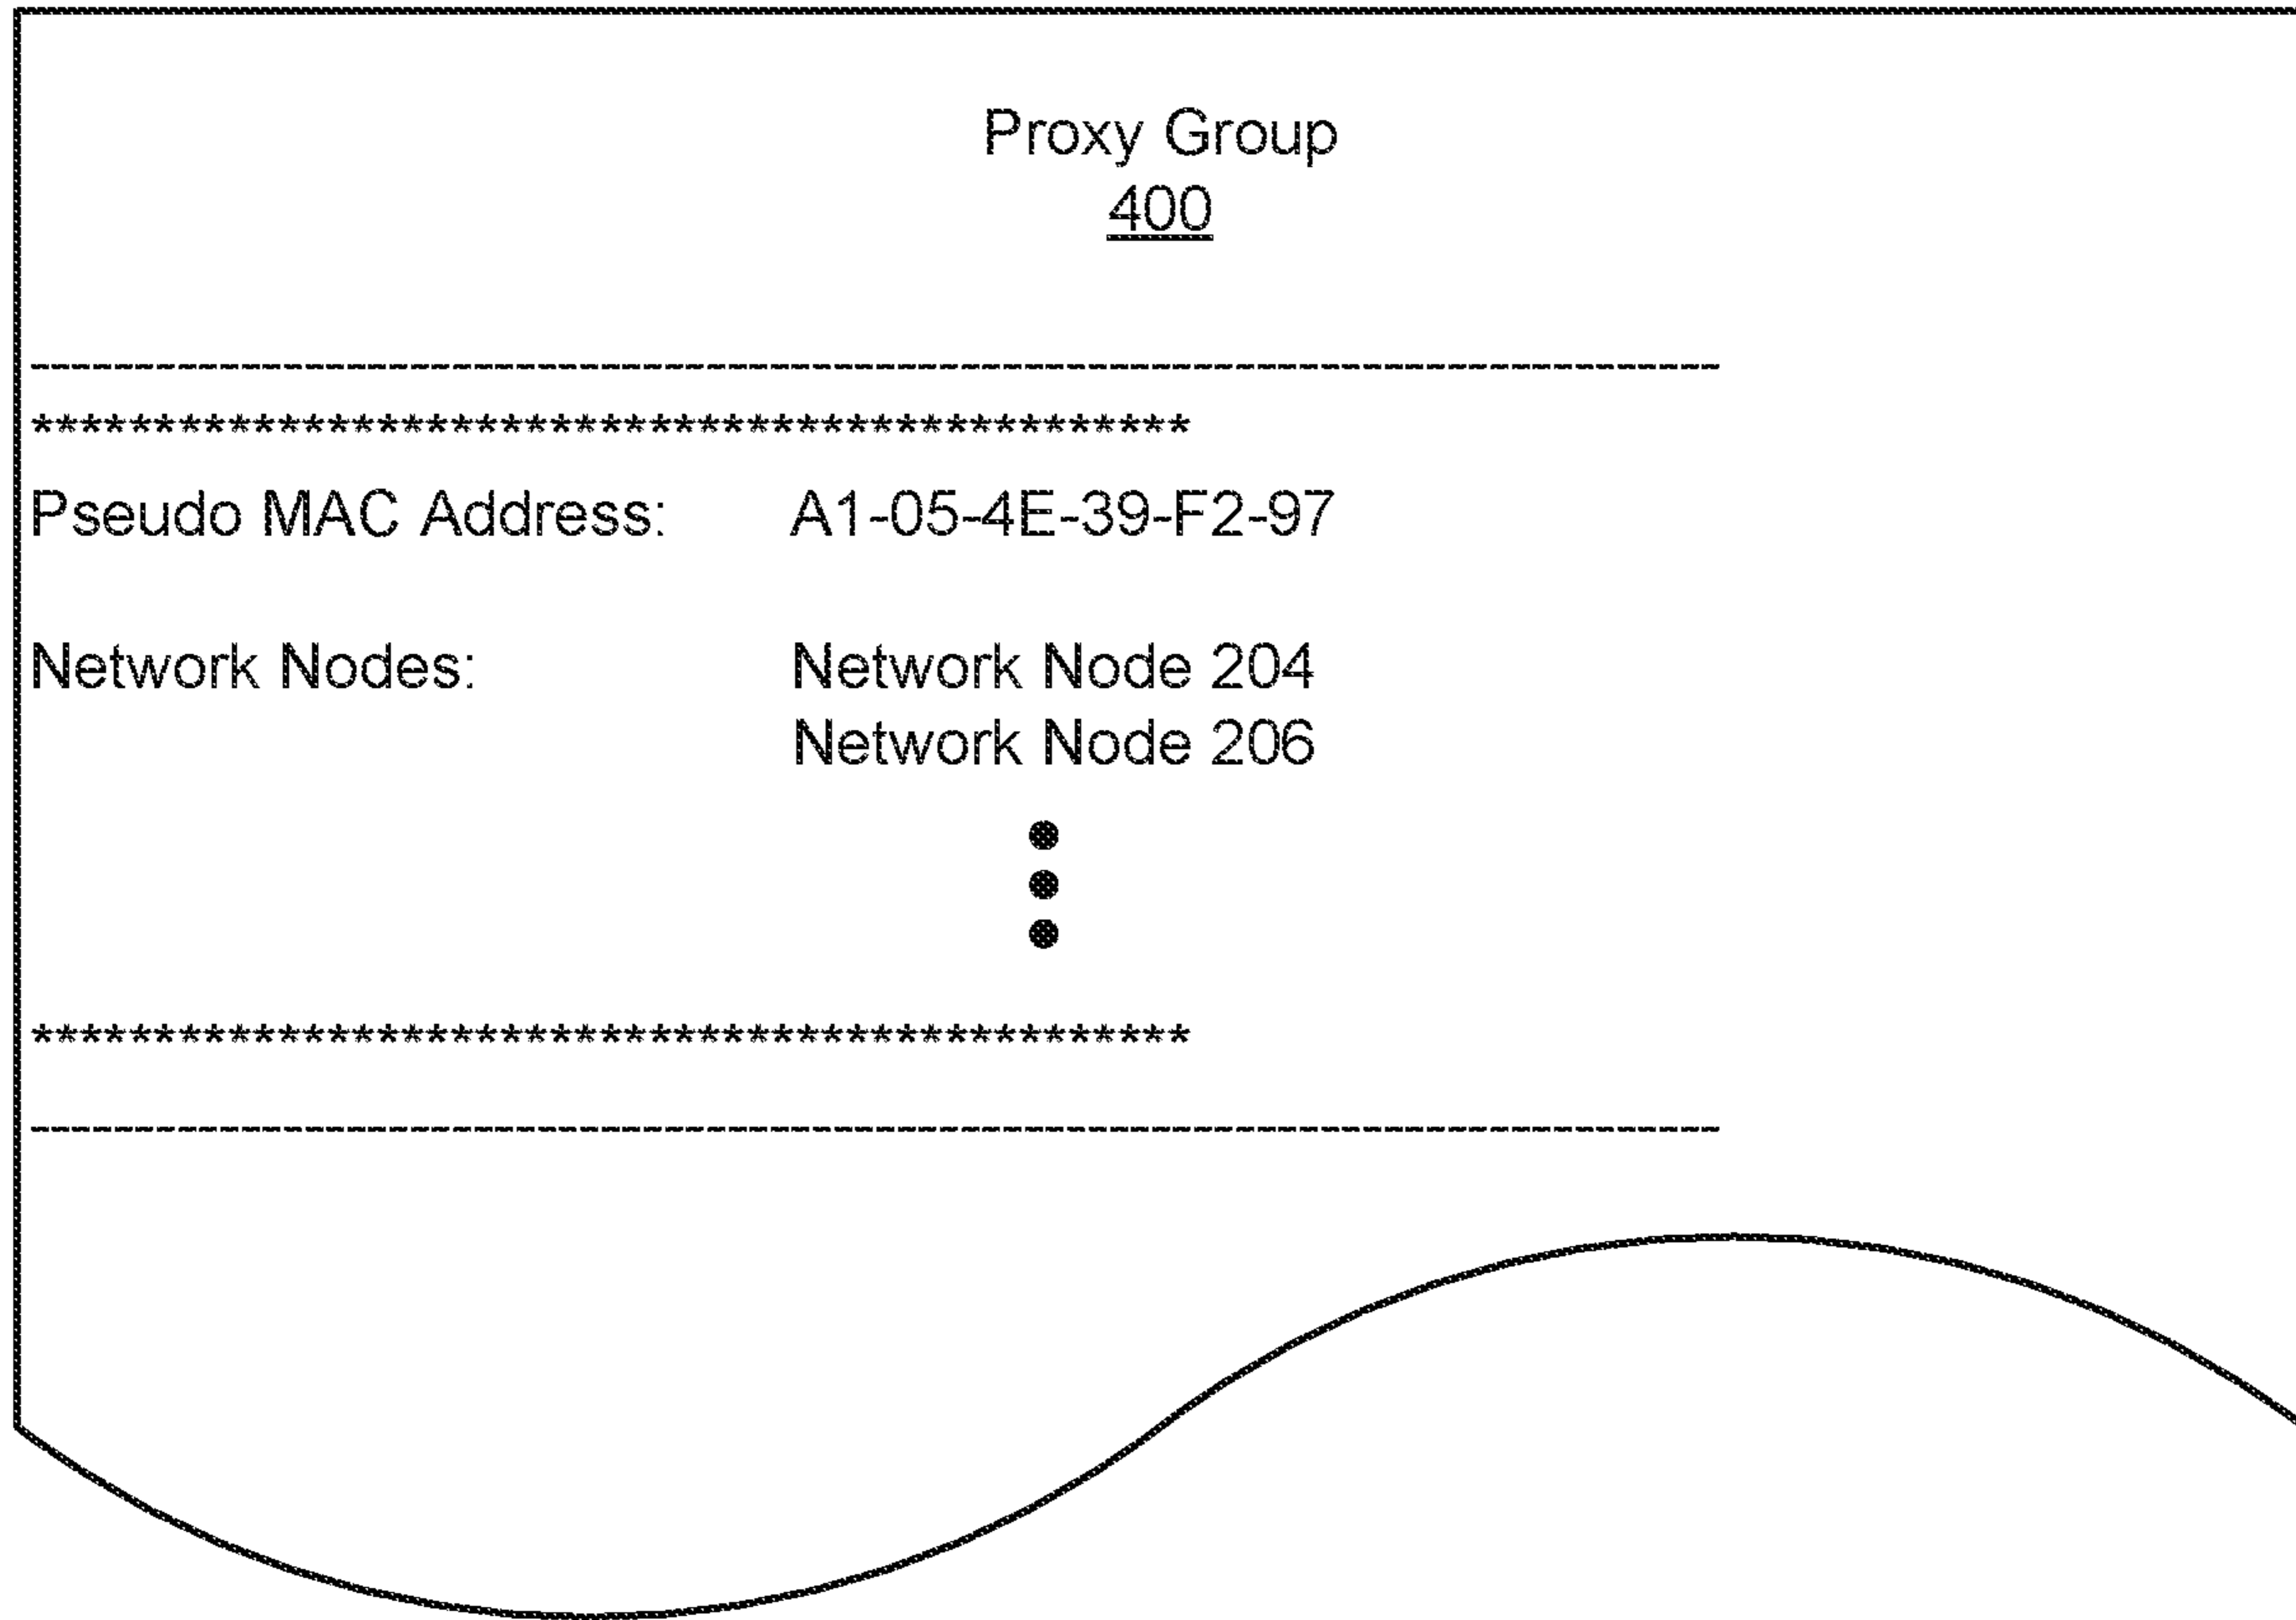 Proxy Group
400
--------------------------------------------------------------------------------
***********************************************
Pseudo MAC Address: A1-05-4E-39-F2-97
Network Nodes: Network Node 204
Network Node 206
***********************************************
--------------------------------------------------------------------------------